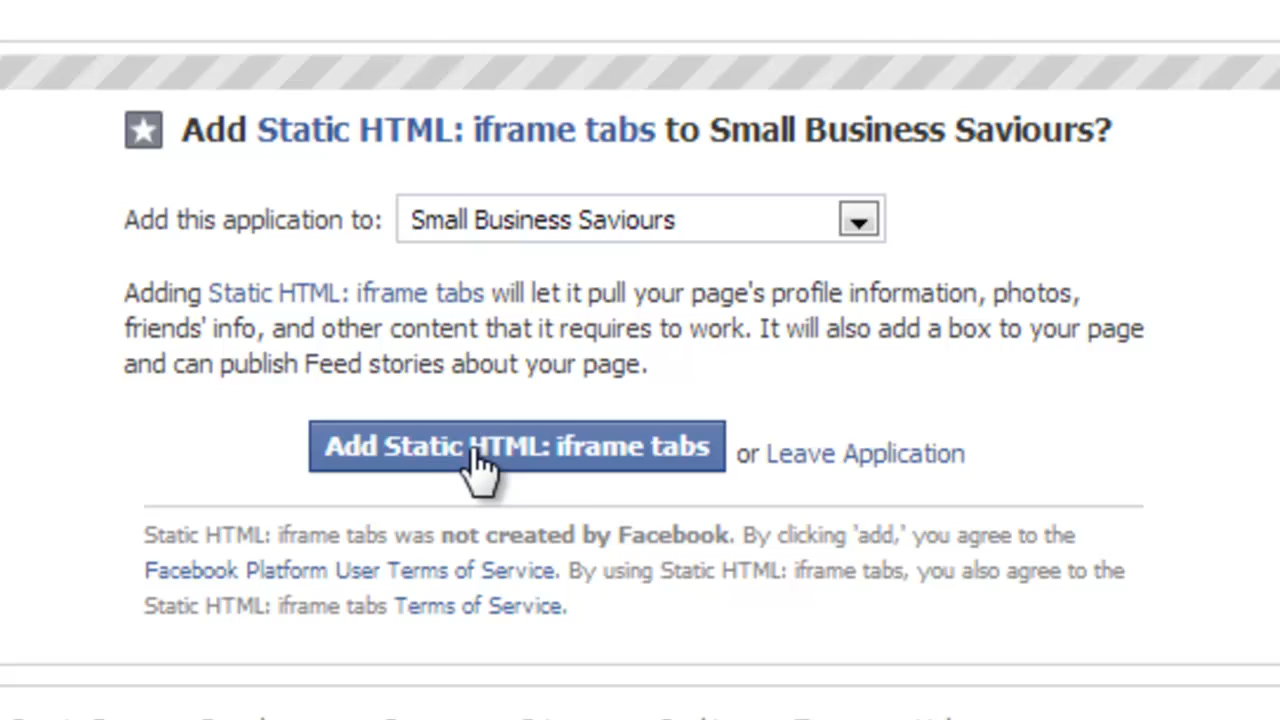 Add Static HTML: iframe tabs to Small Business Saviours?
Add this application to: Small Business Saviours
Adding Static HTML: iframe tabs will let it pull your page's profile information, photos,
friends' info, and other content that it requires to work. It will also add a box to your page
and can publish Feed stories about your page.
Add Static HTML: iframe tabs or Leave Application
Static HTML: iframe tabs was not created by Facebook. By clicking 'add,' you agree to the
Facebook Platform User Terms of Service. By using Static HTML: iframe tabs, you also agree to the
Static HTML: iframe tabs Terms of Service.